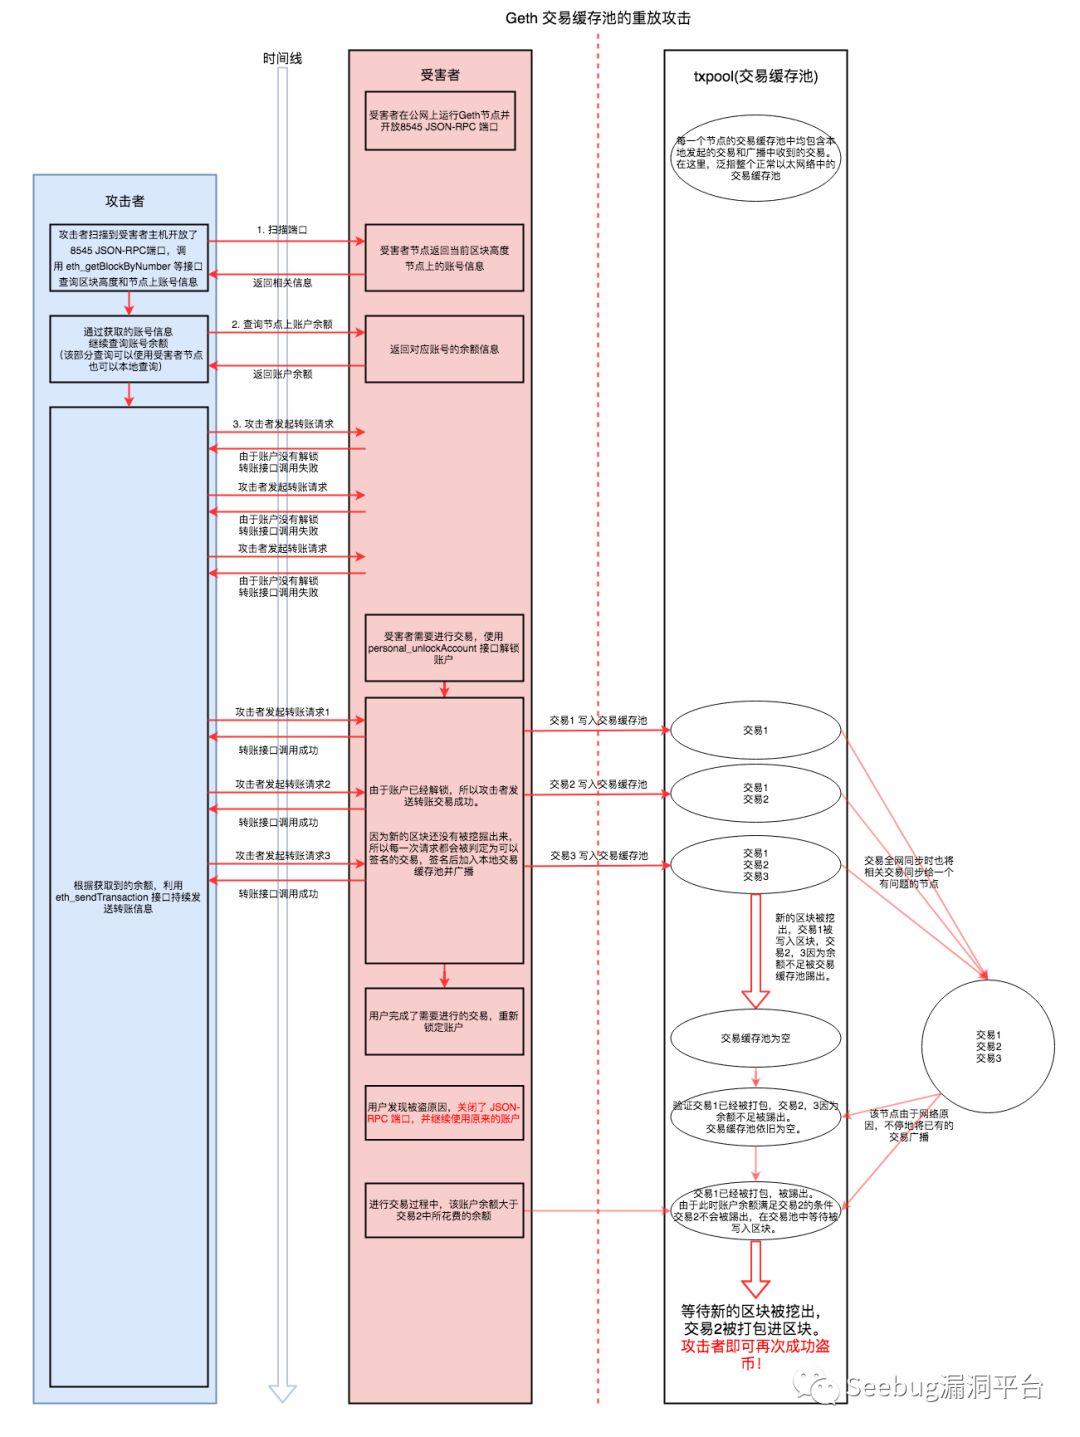 Geth 交易缓存池的重放攻击
时间线
受害者
受害者在公网上运行Geth节点并
开放8545 JSON-RPC 端口
txpool(交易缓存池)
每一个节点的交易缓存池中均包含本
地发起的交易和广播中收到的交易。
在这里，泛指整个正常以太网络中的
交易缓存池
攻击者
攻击者扫描到受害者主机开放了
8545 JSON-RPC端口，调
用 eth_getBlockByNumber 等接口
查询区块高度和节点上账号信息
1. 扫描端口
返回相关信息
受害者节点返回当前区块高度
节点上的账号信息
通过获取的账号信息
继续查询账号余额
（该部分查询可以使用受害者节点
也可以本地查询）
2. 查询节点上账户余额
返回账户余额
返回对应账号的余额信息
3. 攻击者发起转账请求
由于账户没有解锁
转账接口调用失败
攻击者发起转账请求
由于账户没有解锁
转账接口调用失败
攻击者发起转账请求
由于账户没有解锁
转账接口调用失败
受害者需要进行交易，使用
personal_unlockAccount 接口解锁
账户
攻击者发起转账请求1
转账接口调用成功
攻击者发起转账请求2
转账接口调用成功
攻击者发起转账请求3
转账接口调用成功
根据获取到的余额，利用
eth_sendTransaction 接口持续发
送转账信息
由于账户已经解锁，所以攻击者发
送转账交易成功。
因为新的区块还没有被挖掘出来，
所以每一次请求都会被判定为可以
签名的交易，签名后加入本地交易
缓存池并广播
交易1 写入交易缓存池
交易1
交易2 写入交易缓存池
交易1
交易2
交易3 写入交易缓存池
交易1
交易2
交易3
交易全网同步时也将
相关交易同步给一个
有问题的节点
新的区块被挖
出，交易1被
写入区块，交
易2，3因为余
额不足被交易
缓存池踢出。
用户完成了需要进行的交易，重新
锁定账户
交易缓存池为空
交易1
交易2
交易3
用户发现被盗原因，关闭了 JSON-
RPC 端口，并继续使用原来的账户
验证交易1已经被打包，交易2，3因为
余额不足被踢出。
交易缓存池依旧为空。
该节点由于网络原
因，不停地将已有的
交易广播
进行交易过程中，该账户余额大于
交易2中所花费的余额
交易1已经被打包，被踢出。
由于此时账户余额满足交易2的条件
交易2不会被踢出，在交易池中等待被
写入区块。
等待新的区块被挖出，
交易2被打包进区块。
攻击者即可再次成功盗
币！
Seebug漏洞平台